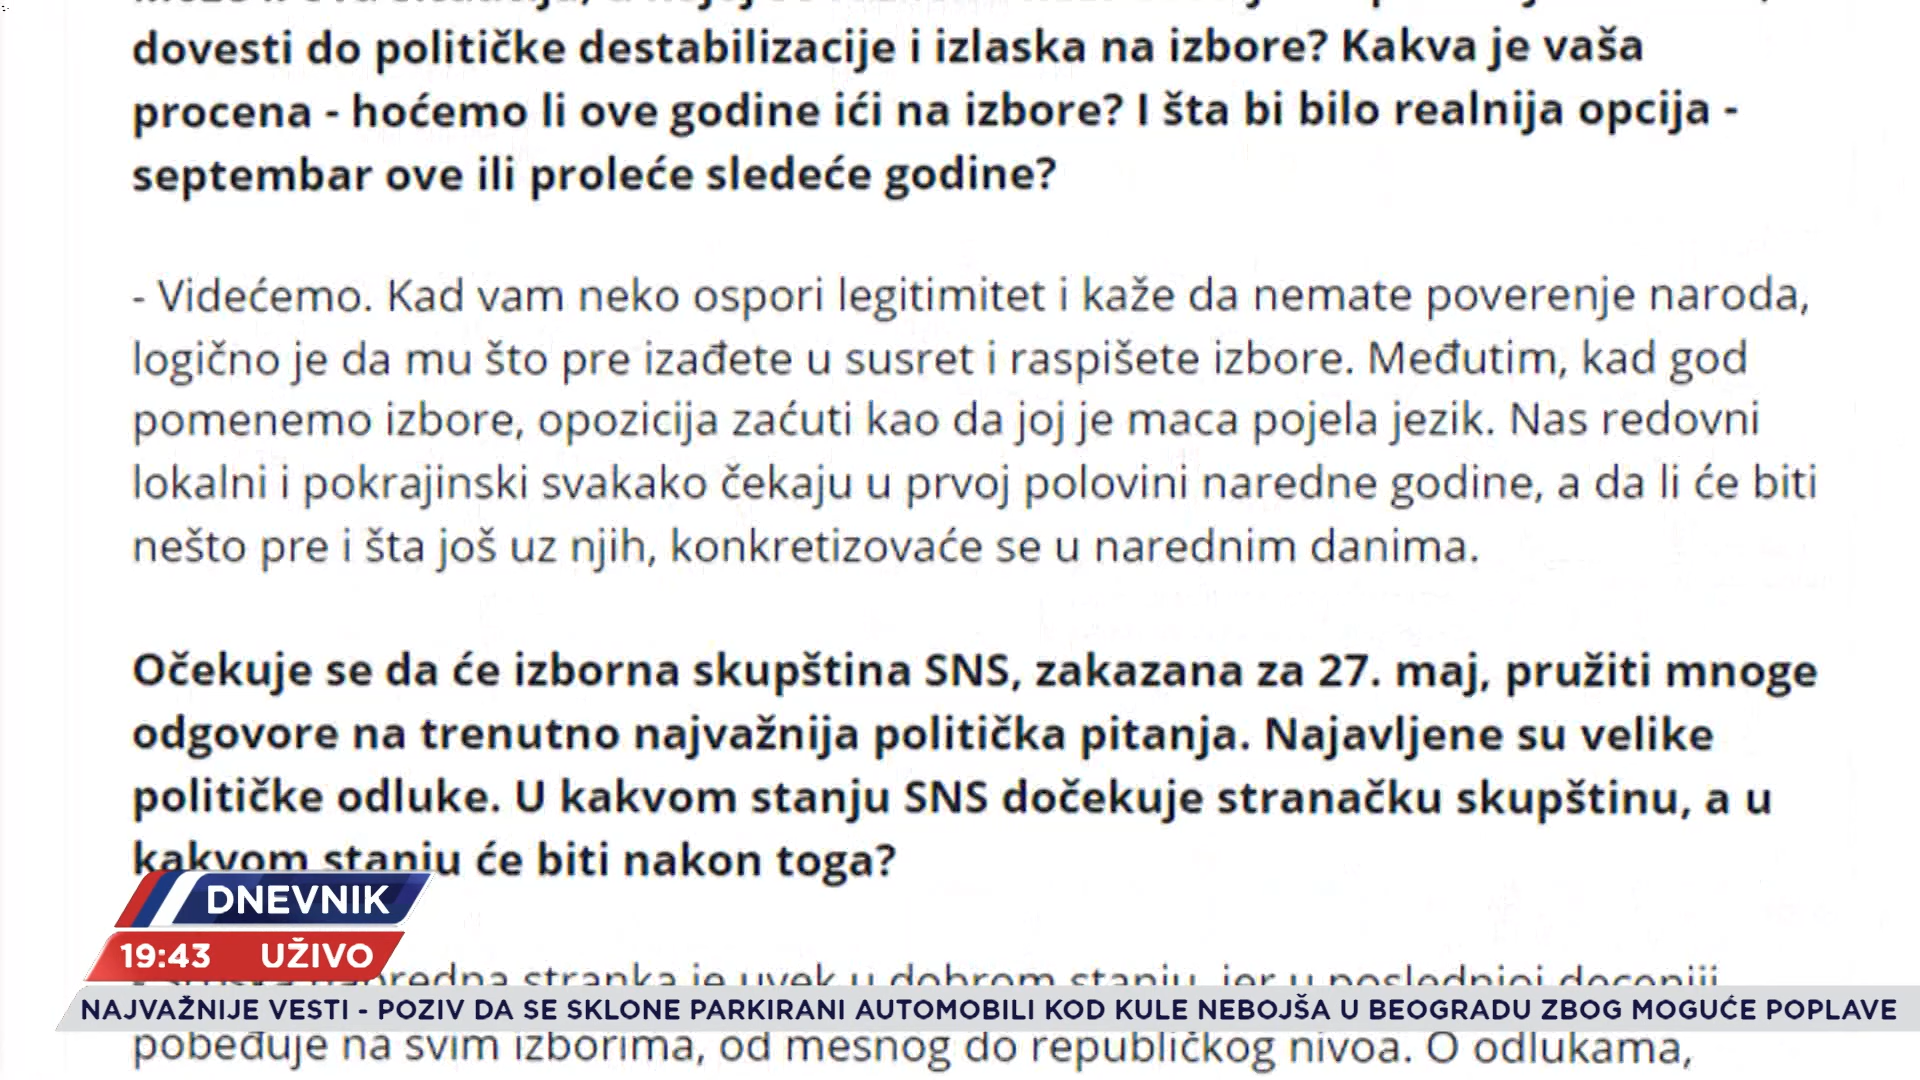 dovesti do političke destabilizacije i izlaska na izbore? Kakva je vaša
procena - hoćemo li ove godine ići na izbore? I šta bi bilo realnija opcija -
septembar ove ili proleće sledeće godine?
- Videćemo. Kad vam neko ospori legitimitet i kaže da nemate poverenje naroda,
logično je da mu što pre izađete u susret i raspišete izbore. Međutim, kad god
pomenemo izbore, opozicija zaćuti kao da joj je maca pojela jezik. Nas redovni
lokalni i pokrajinski svakako čekaju u prvoj polovini naredne godine, a da li će biti
nešto pre i šta još uz njih, konkretizovaće se u narednim danima.
Očekuje se da će izborna skupština SNS, zakazana za 27. maj, pružiti mnoge
odgovore na trenutno najvažnija politička pitanja. Najavljene su velike
političke odluke. U kakvom stanju SNS dočekuje stranačku skupštinu, a u
kakvom stanju će biti nakon toga?
DNEVNIK
19:43 UŽIVO
stranka je uvek u dobrom stanju, jer u poslednjoj deceniji
NAJVAŽNIJE VESTI - POZIV DA SE SKLONE PARKIRANI AUTOMOBILI KOD KULE NEBOJŠA U BEOGRADU ZBOG MOGUĆE POPLAVE
pobeđuje na svim izborima, od mesnog do republičkog nivoa. O odlukama,